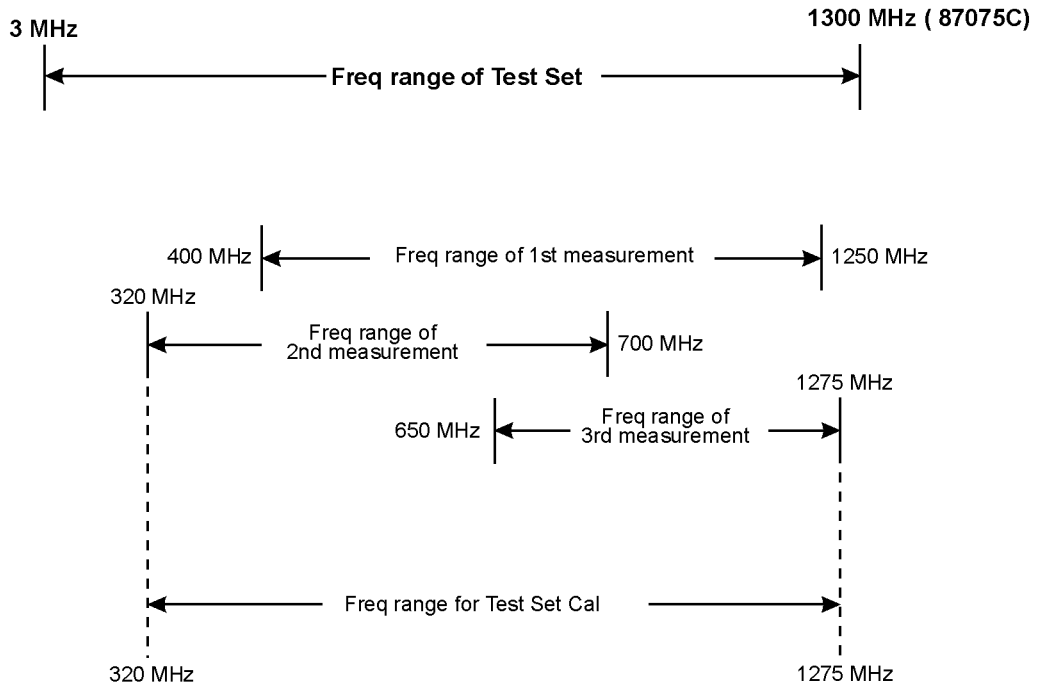 3 MHz
1300 MHz ( 87075C)
Freq range of Test Set
400 MHz
Freq range of 1st measurement
1250 MHz
320 MHz
Freq range of
2nd measurement
700 MHz
1275 MHz
650 MHz
Freq range of
3rd measurement
Freq range for Test Set Cal
320 MHz
1275 MHz